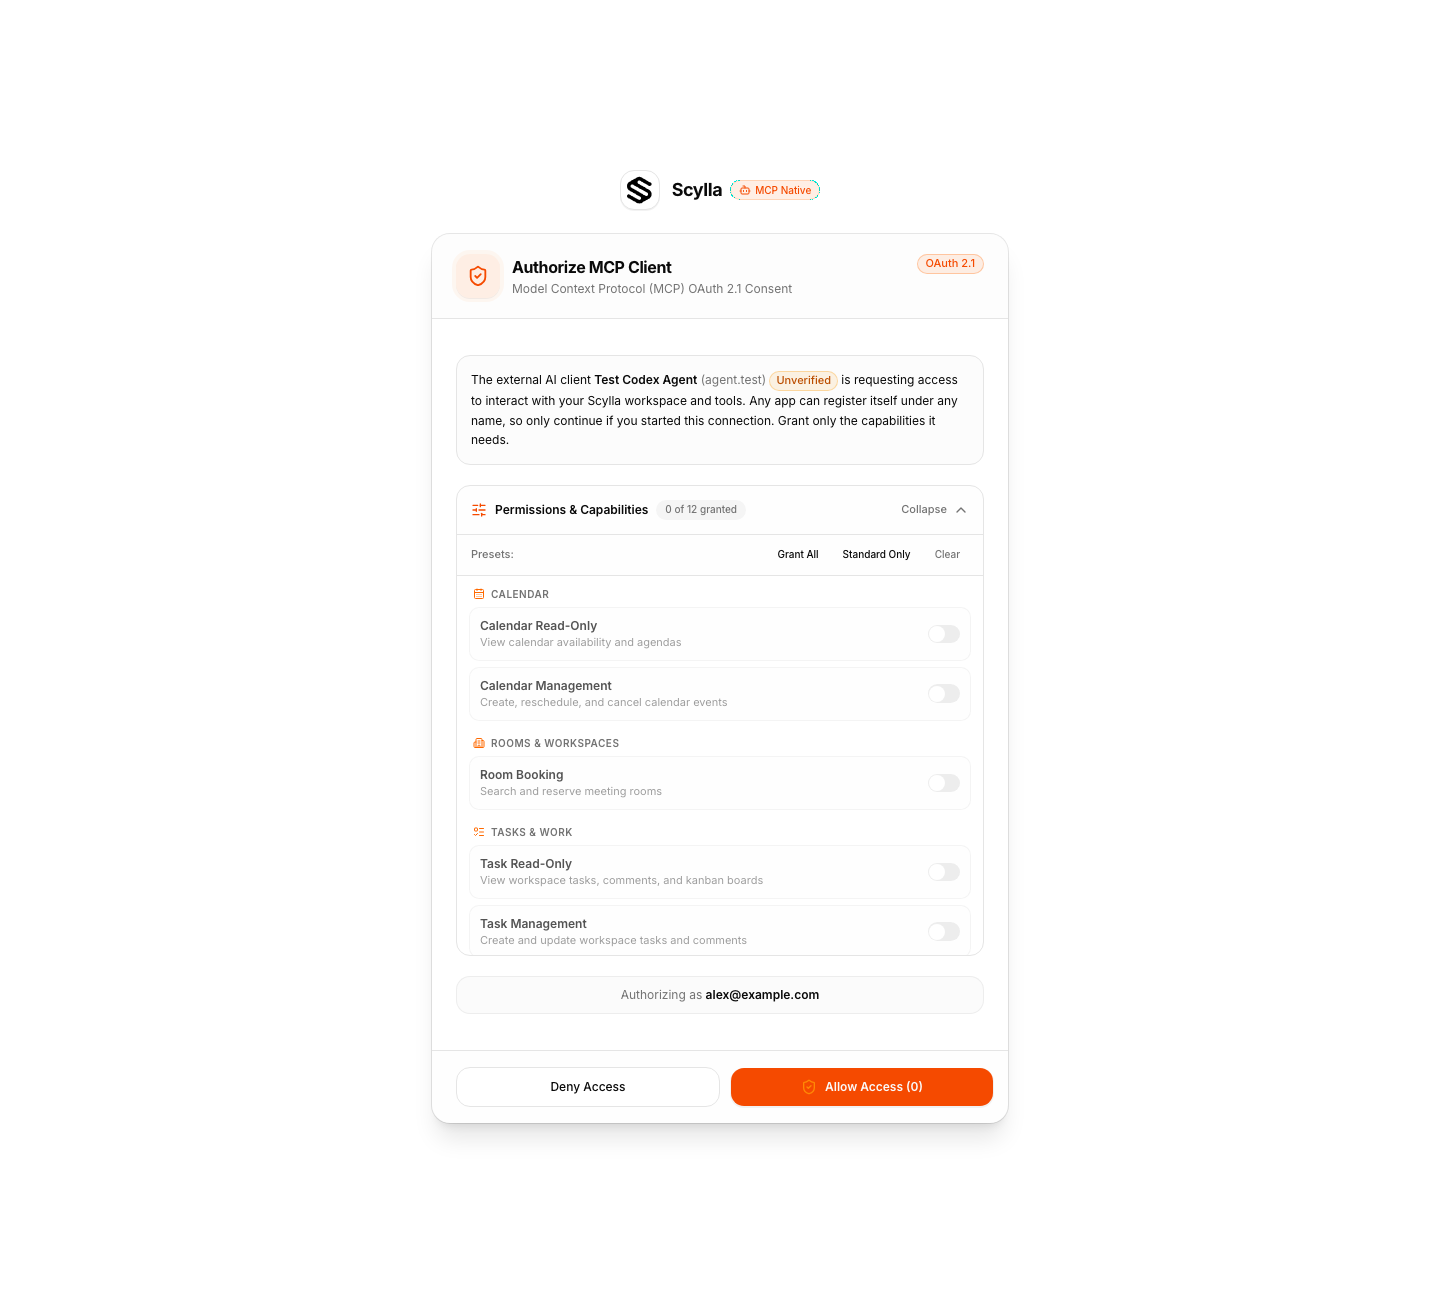 Scylla MCP Native
Authorize MCP Client
OAuth 2.1
Model Context Protocol (MCP) OAuth 2.1 Consent
The external AI client Test Codex Agent (agent.test) Unverified is requesting access
to interact with your Scylla workspace and tools. Any app can register itself under any
name, so only continue if you started this connection. Grant only the capabilities it
needs.
Permissions & Capabilities 0 of 12 granted Collapse
Presets: Grant All Standard Only Clear
CALENDAR
Calendar Read-Only
View calendar availability and agendas
Calendar Management
Create, reschedule, and cancel calendar events
ROOMS & WORKSPACES
Room Booking
Search and reserve meeting rooms
TASKS & WORK
Task Read-Only
View workspace tasks, comments, and kanban boards
Task Management
Create and update workspace tasks and comments
Authorizing as alex@example.com
Deny Access Allow Access (0)